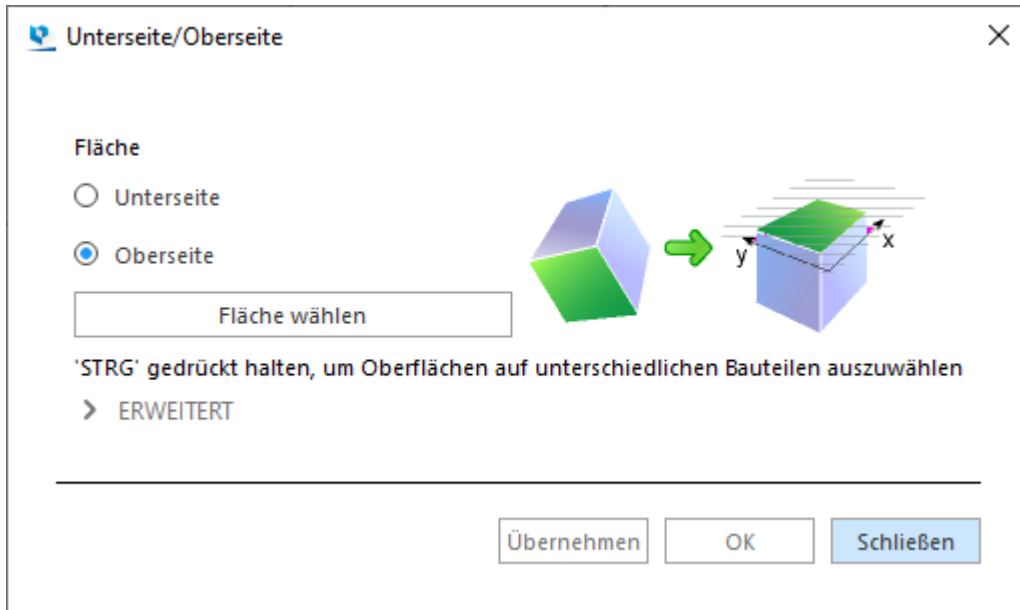 Unterseite/Oberseite
Fläche
Unterseite
Oberseite
y
x
Fläche wählen
'STRG' gedrückt halten, um Oberflächen auf unterschiedlichen Bauteilen auszuwählen
ERWEITERT
Übernehmen
OK
Schließen